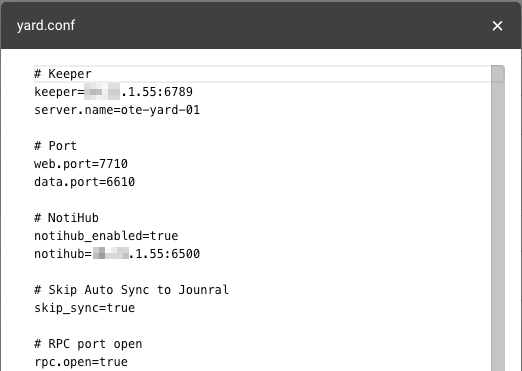 yard.conf
# Keeper
keeper= .1.55:6789
server.name=ote-yard-01
# Port
web.port=7710
data.port=6610
# NotiHub
notihub_enabled=true
notihub= .1.55:6500
# Skip Auto Sync to Jounral
skip_sync=true
# RPC port open
rpc.open=true